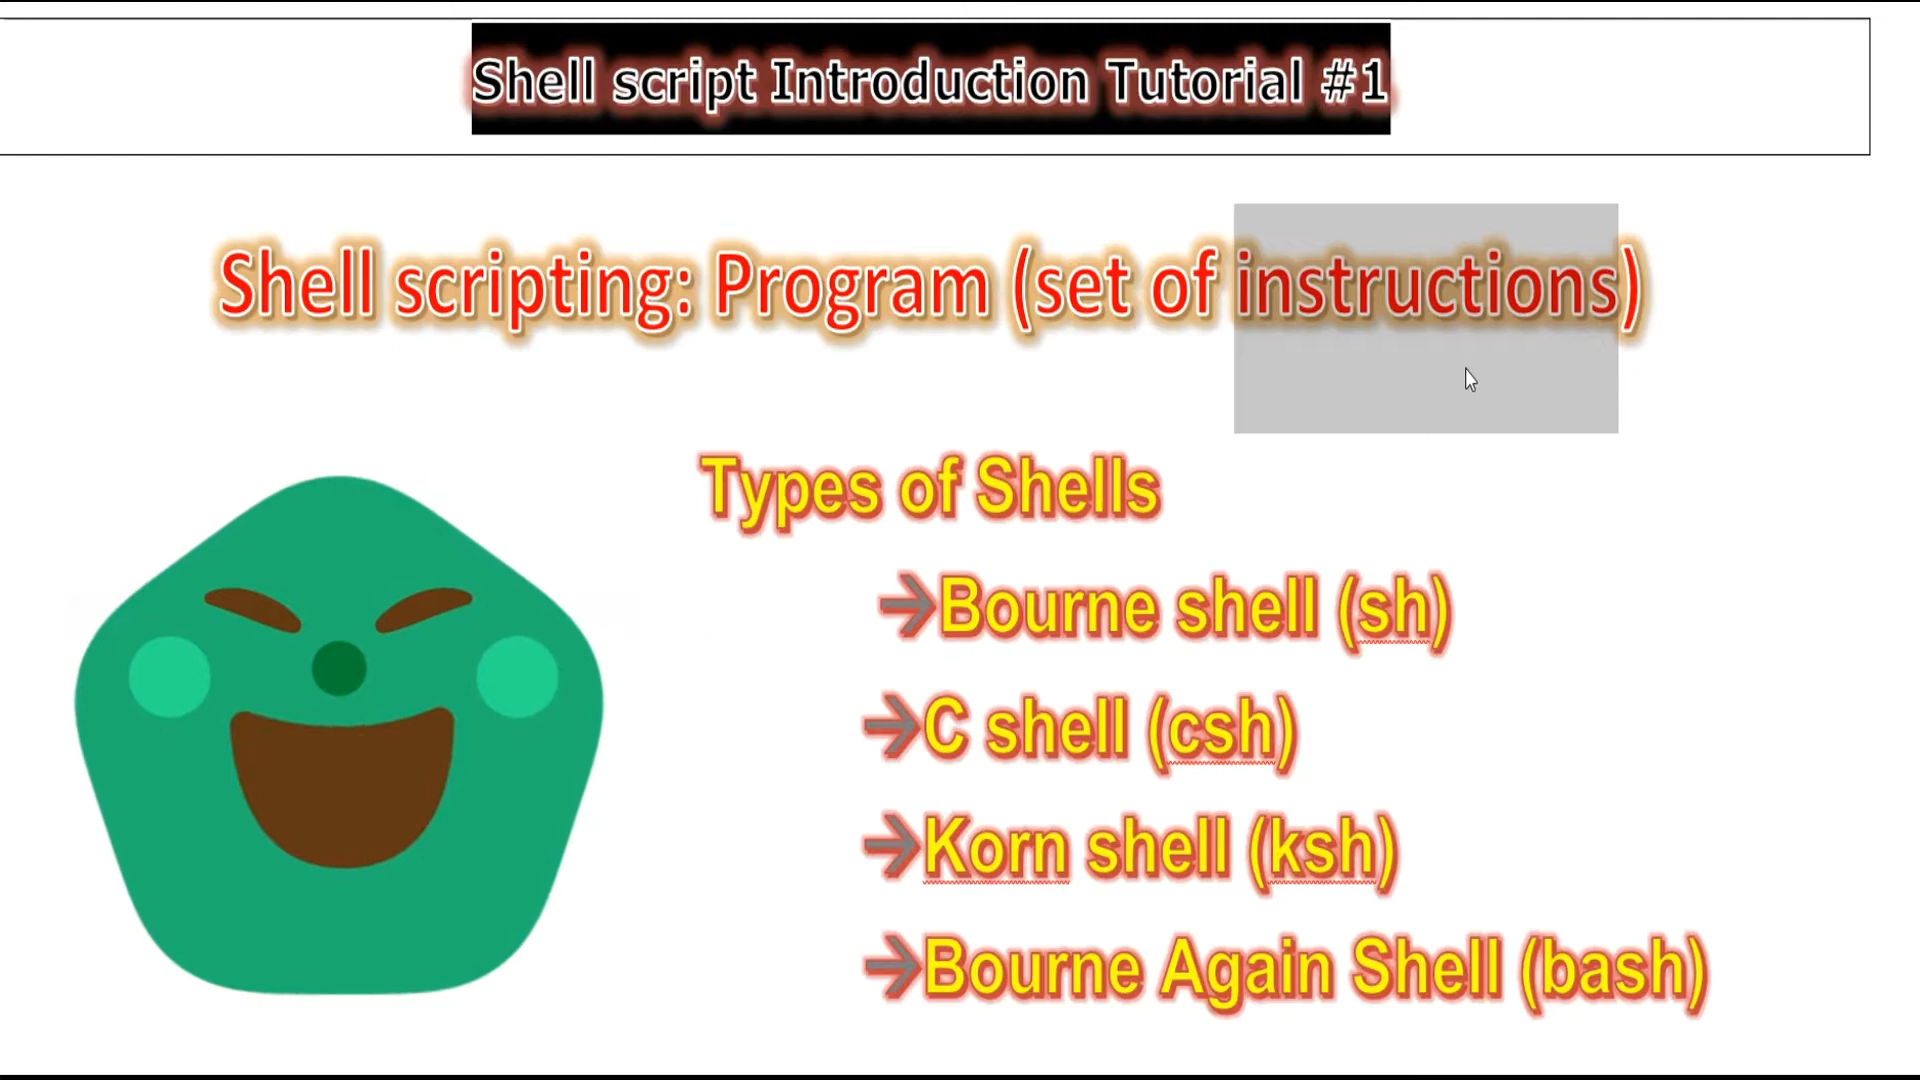 Shell script Introduction Tutorial #1
Shell scripting: Program (set of instructions)
Types of Shells
→Bourne shell (sh)
→C shell (csh)
→Korn shell (ksh)
→Bourne Again Shell (bash)